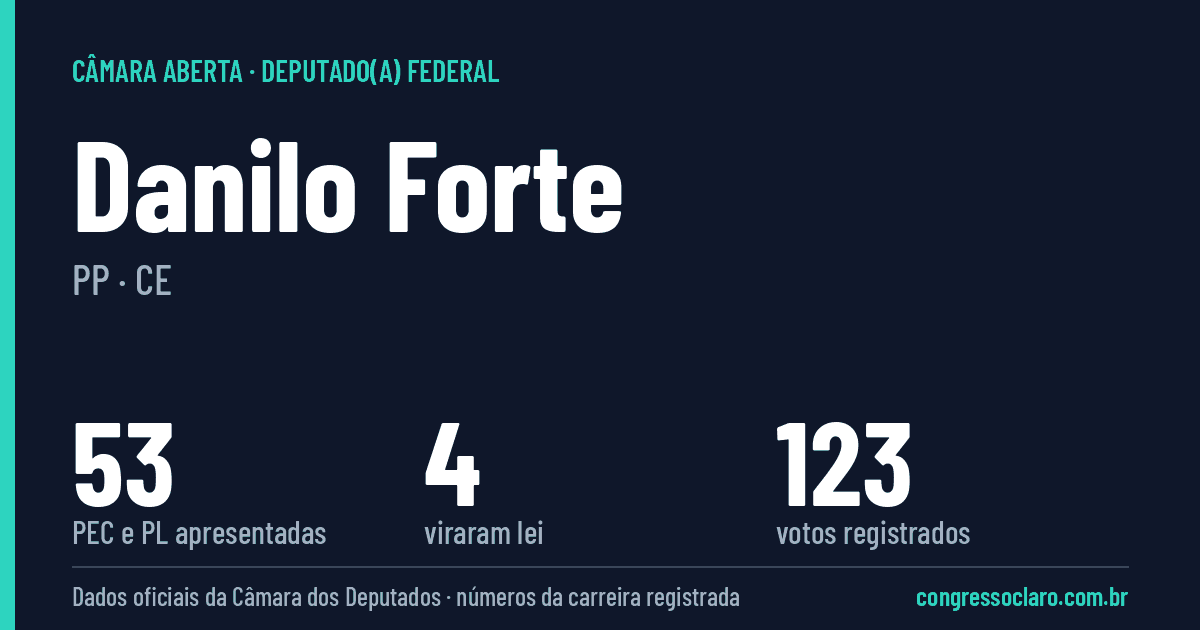 CÂMARA ABERTA · DEPUTADO(A) FEDERAL
Danilo Forte
PP · CE
53 4 123
PEC e PL apresentadas viraram lei votos registrados
Dados oficiais da Câmara dos Deputados · números da carreira registrada congressoclaro.com.br